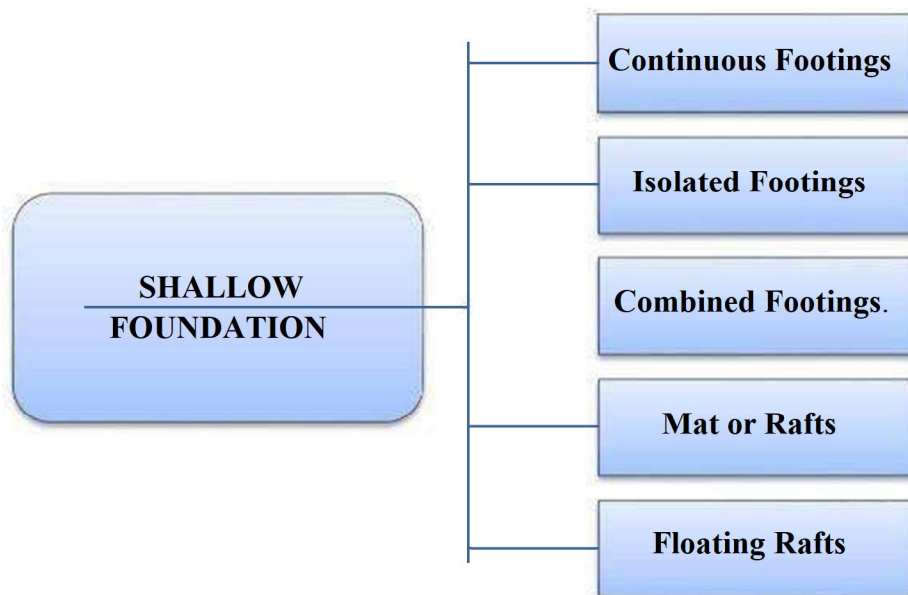 Continuous Footings
Isolated Footings
SHALLOW
FOUNDATION
Combined Footings.
Mat or Rafts
Floating Rafts